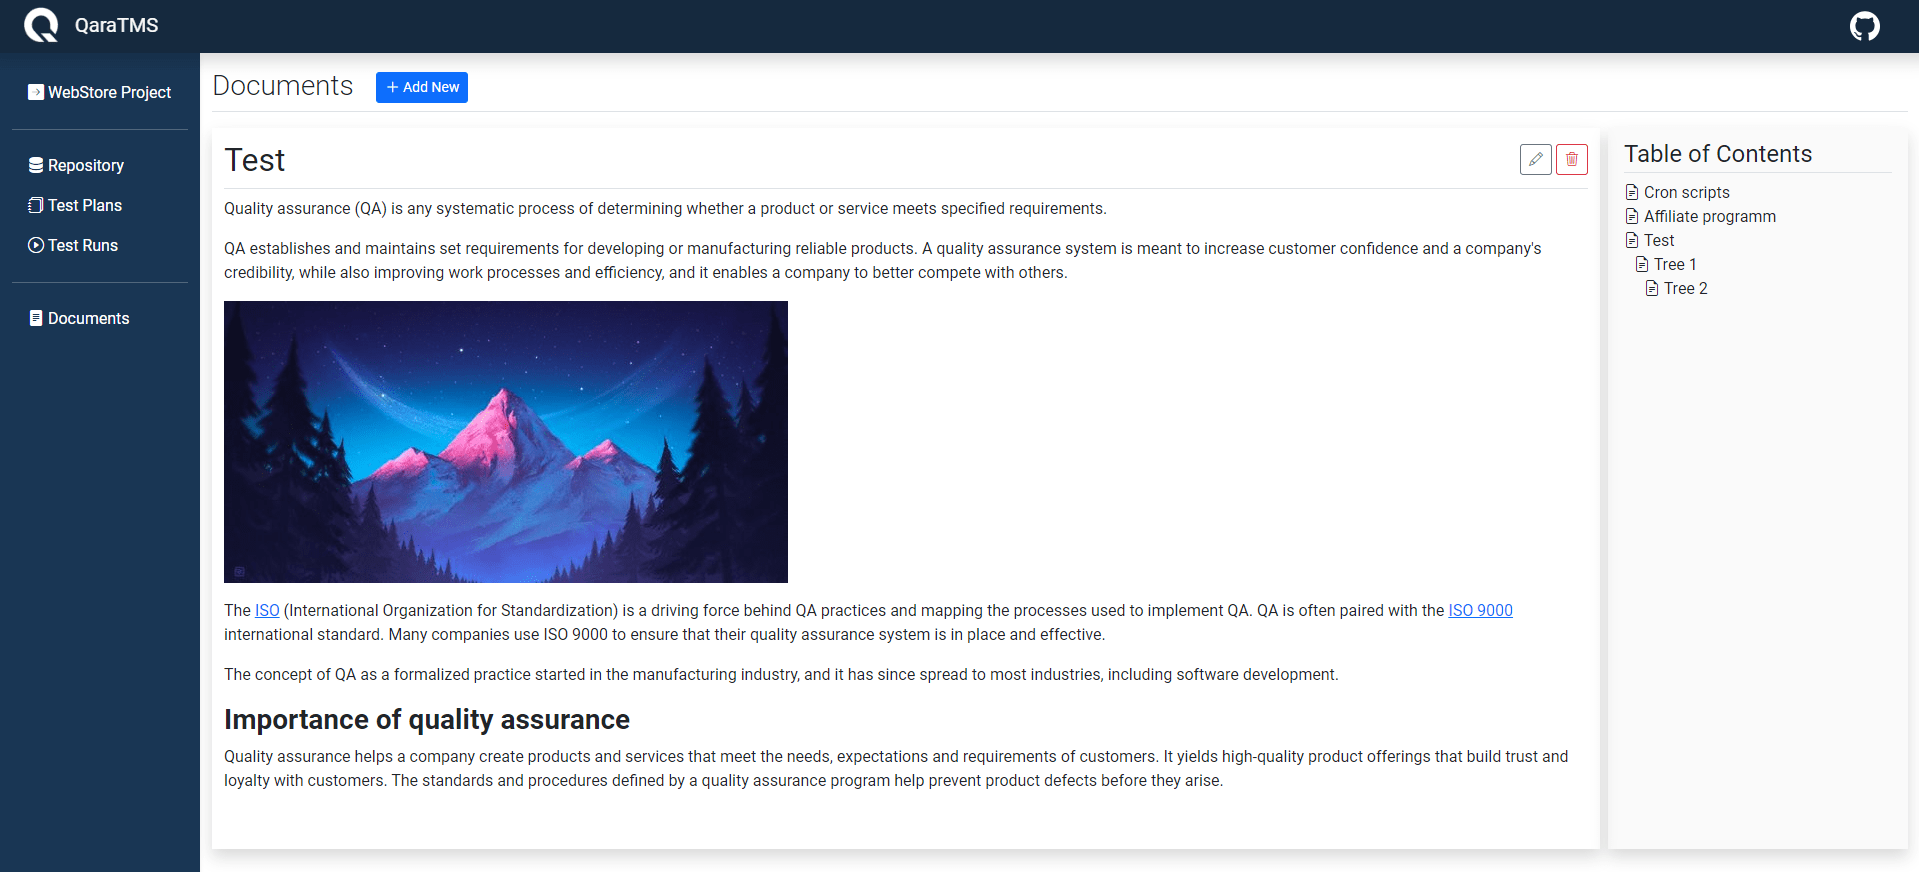 QaraTMS
WebStore Project
Repository
Test Plans
Test Runs
Documents
Documents
Add New
Test
Quality assurance (QA) is any systematic process of determining whether a product or service meets specified requirements.
QA establishes and maintains set requirements for developing or manufacturing reliable products. A quality assurance system is meant to increase customer confidence and a company's
credibility, while also improving work processes and efficiency, and it enables a company to better compete with others.
The ISO (International Organization for Standardization) is a driving force behind QA practices and mapping the processes used to implement QA. QA is often paired with the ISO 9000
international standard. Many companies use ISO 9000 to ensure that their quality assurance system is in place and effective.
The concept of QA as a formalized practice started in the manufacturing industry, and it has since spread to most industries, including software development.
Importance of quality assurance
Quality assurance helps a company create products and services that meet the needs, expectations and requirements of customers. It yields high-quality product offerings that build trust and
loyalty with customers. The standards and procedures defined by a quality assurance program help prevent product defects before they arise.
Table of Contents
Cron scripts
Affiliate programm
Test
Tree 1
Tree 2